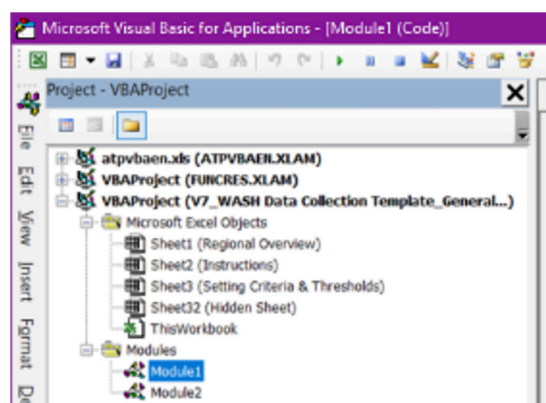 Microsoft Visual Basic for Applications - [Module1 (Code)]
Project - VBAProject
File
Edit
View
Insert
Format
De
atpvbaen.xls (ATPVBAEN.XLAM)
VBAProject (FUNCRES.XLAM)
VBAProject (V7_WASH Data Collection Template_General...)
Microsoft Excel Objects
Sheet1 (Regional Overview)
Sheet2 (Instructions)
Sheet3 (Setting Criteria & Thresholds)
Sheet32 (Hidden Sheet)
ThisWorkbook
Modules
Module1
Module2